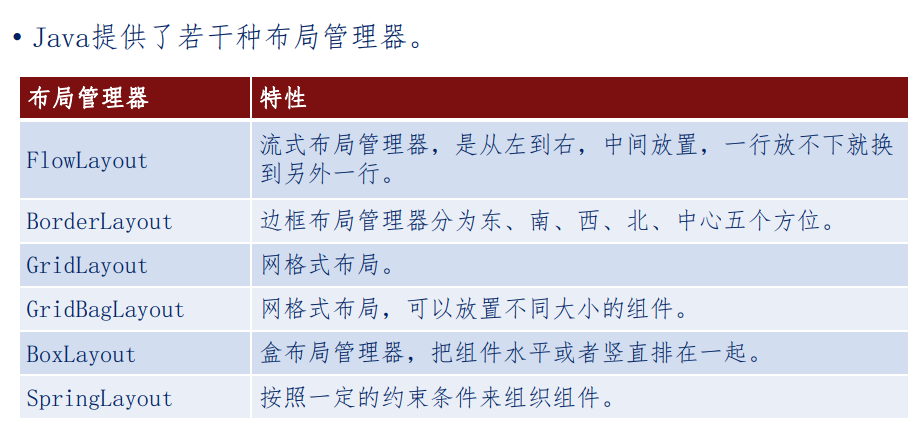 • Java提供了若干种布局管理器。
布局管理器 特性
FlowLayout 流式布局管理器，是从左到右，中间放置，一行放不下就换
到另外一行。
BorderLayout 边框布局管理器分为东、南、西、北、中心五个方位。
GridLayout 网格式布局。
GridBagLayout 网格式布局，可以放置不同大小的组件。
BoxLayout 盒布局管理器，把组件水平或者竖直排在一起。
SpringLayout 按照一定的约束条件来组织组件。